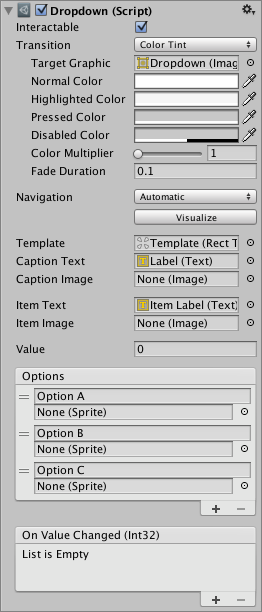 Dropdown (Script)
Interactable
Transition Color Tint
Target Graphic Dropdown (Imag
Normal Color
Highlighted Color
Pressed Color
Disabled Color
Color Multiplier 1
Fade Duration 0.1
Navigation Automatic
Visualize
Template Template (Rect T
Caption Text Label (Text)
Caption Image None (Image)
Item Text Item Label (Text)
Item Image None (Image)
Value 0
Options
Option A
None (Sprite)
Option B
None (Sprite)
Option C
None (Sprite)
+ −
On Value Changed (Int32)
List is Empty
+ −